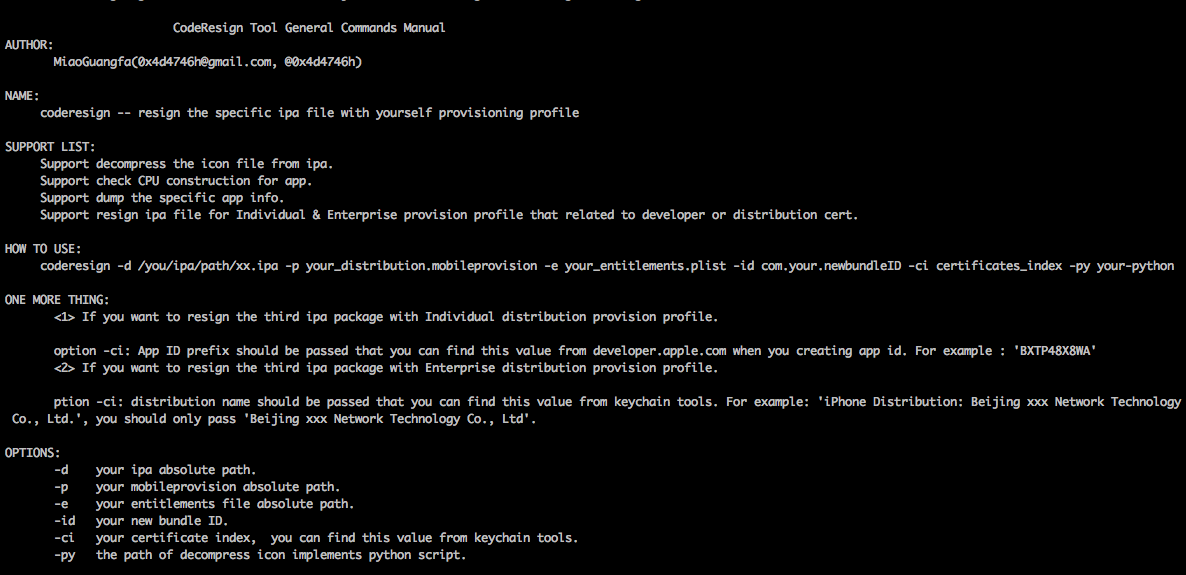 CodeResign Tool General Commands Manual
AUTHOR:
MiaoGuangfa(0x4d4746h@gmail.com, @0x4d4746h)
NAME:
coderesign -- resign the specific ipa file with yourself provisioning profile
SUPPORT LIST:
Support decompress the icon file from ipa.
Support check CPU construction for app.
Support dump the specific app info.
Support resign ipa file for Individual & Enterprise provision profile that related to developer or distribution cert.
HOW TO USE:
coderesign -d /you/ipa/path/xx.ipa -p your_distribution.mobileprovision -e your_entitlements.plist -id com.your.newbundleID -ci certificates_index -py your-python
ONE MORE THING:
<1> If you want to resign the third ipa package with Individual distribution provision profile.
option -ci: App ID prefix should be passed that you can find this value from developer.apple.com when you creating app id. For example : 'BXTP48X8WA'
<2> If you want to resign the third ipa package with Enterprise distribution provision profile.
ption -ci: distribution name should be passed that you can find this value from keychain tools. For example: 'iPhone Distribution: Beijing xxx Network Technology
Co., Ltd.', you should only pass 'Beijing xxx Network Technology Co., Ltd'.
OPTIONS:
-d your ipa absolute path.
-p your mobileprovision absolute path.
-e your entitlements file absolute path.
-id your new bundle ID.
-ci your certificate index, you can find this value from keychain tools.
-py the path of decompress icon implements python script.